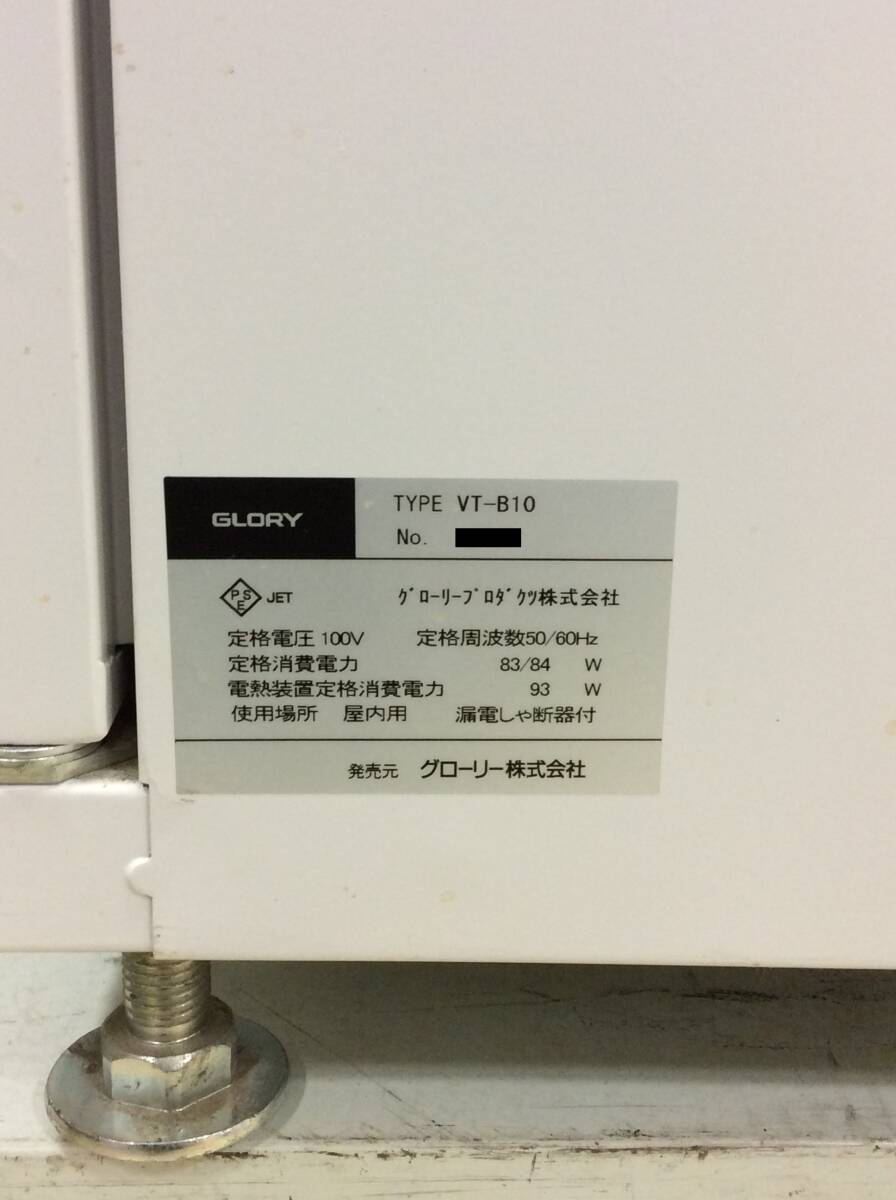 GLORY
TYPE VT-B10
No.
PSE JET グローリープロダクツ株式会社
定格電圧 100V 定格周波数50/60Hz
定格消費電力 83/84 W
電熱装置定格消費電力 93 W
使用場所 屋内用 漏電しゃ断器付
発売元 グローリー株式会社